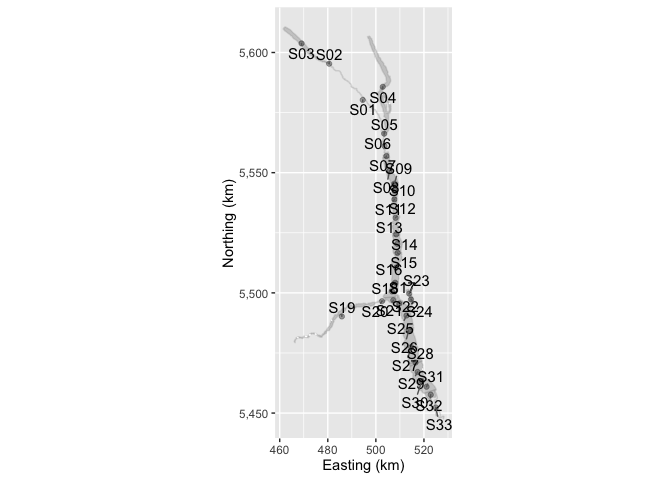 5,600
5,550
5,500
5,450
Northing (km)
S03
S02
S04
S01
S05
S06
S07
S09
S08
S10
S12
S13
S14
S15
S16
S23
S18
S19
S20
S22
S24
S25
S26
S28
S27
S31
S29
S30
S32
S33
460
480
500
520
Easting (km)